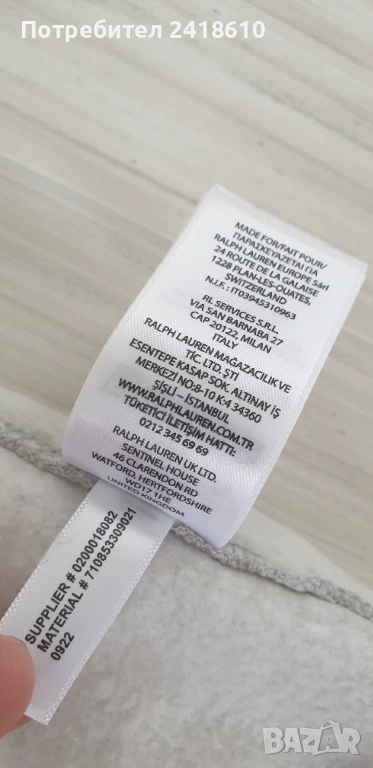 Потребител 2418610
MADE FOR/FAIT POUR/
ΠΑΡΑΣΚΕΥΑΖΕΤΑΙ ΓΙΑ
RALPH LAUREN EUROPE Sàrl
24 ROUTE DE LA GALAISE
1228 PLAN-LES-OUATES,
SWITZERLAND
N.I.F.: IT03945310963
RL SERVICES S.R.L.
VIA SAN BARNABA 27
CAP 20122, MILAN
ITALY
RALPH LAUREN MAĞAZACILIK VE
TİC. LTD. ŞTİ
ESENTEPE KASAP SOK. ALTINAY İŞ
MERKEZİ NO:8-10 K:4 34360
ŞİŞLİ – İSTANBUL
WWW.RALPHLAUREN.COM.TR
TÜKETİCİ İLETİŞİM HATTI:
0212 345 69 69
RALPH LAUREN UK LTD.
SENTINEL HOUSE
46 CLARENDON RD
WATFORD, HERTFORDSHIRE
WD17 1HE
UNITED KINGDOM
SUPPLIER # 0200018082
MATERIAL # 710853309021
0922
BAZAR